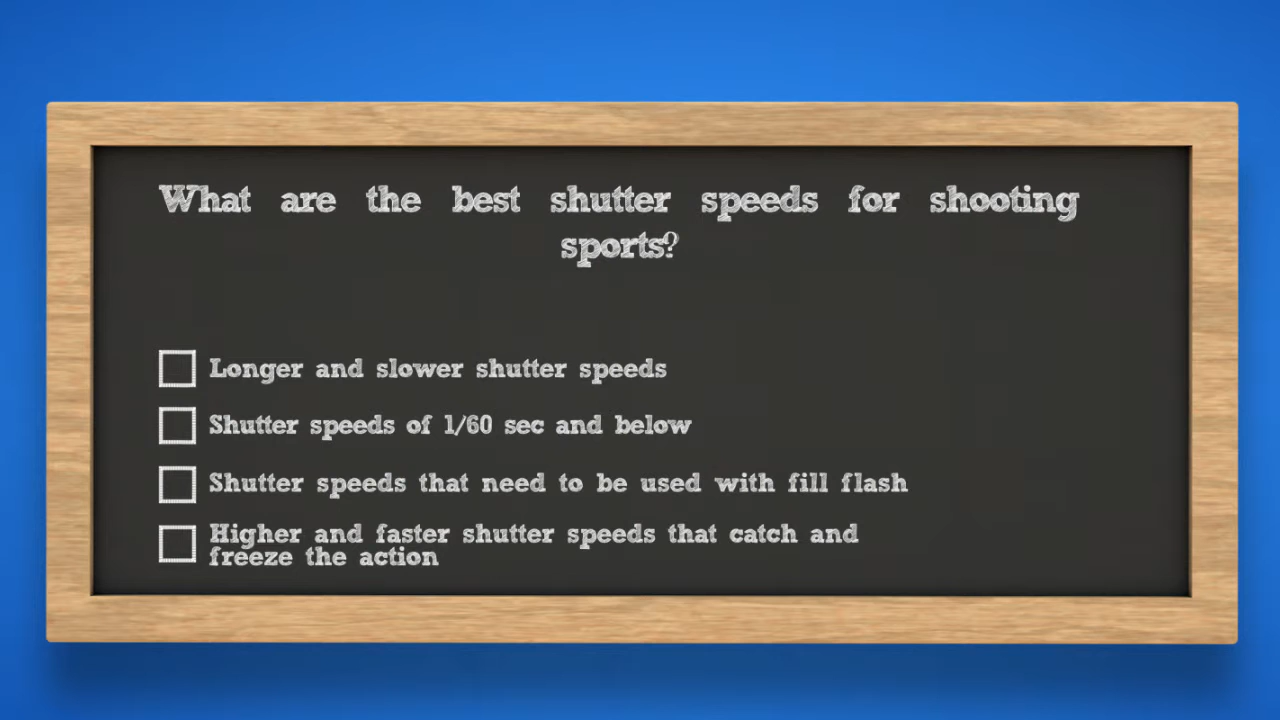 What are the best shutter speeds for shooting
sports?
Longer and slower shutter speeds
Shutter speeds of 1/60 sec and below
Shutter speeds that need to be used with fill flash
Higher and faster shutter speeds that catch and
freeze the action